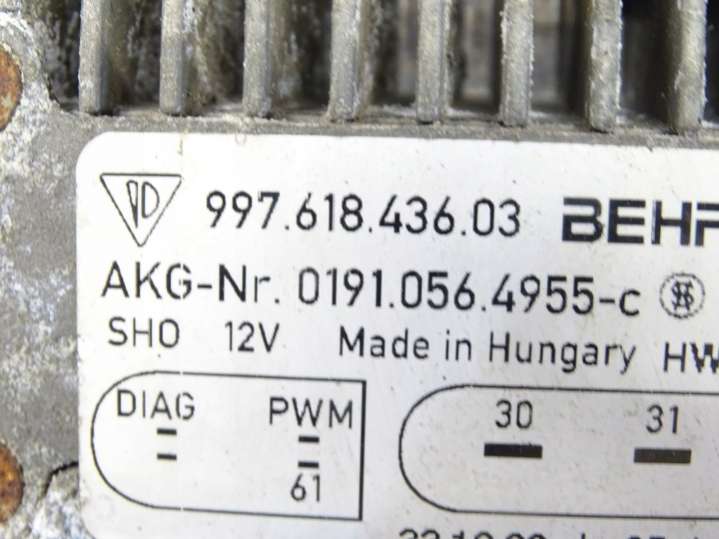 997.618.436.03 BEHR
AKG-Nr. 0191.056.4955-c
SHO 12V Made in Hungary HW
DIAG PWM 30 31
61